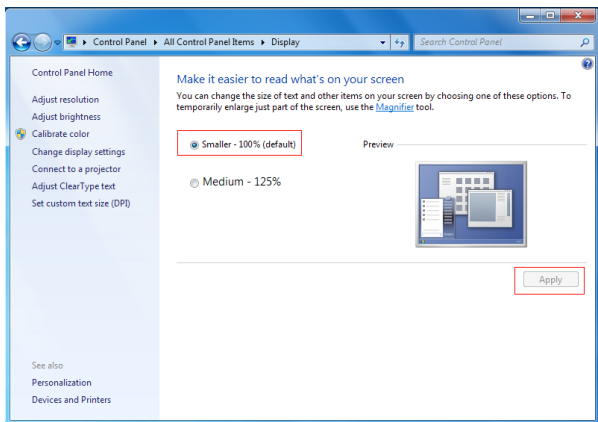 Control Panel ▸ All Control Panel Items ▸ Display
Search Control Panel
Control Panel Home
Adjust resolution
Adjust brightness
Calibrate color
Change display settings
Connect to a projector
Adjust ClearType text
Set custom text size (DPI)
See also
Personalization
Devices and Printers
Make it easier to read what's on your screen
You can change the size of text and other items on your screen by choosing one of these options. To
temporarily enlarge just part of the screen, use the Magnifier tool.
Smaller - 100% (default)
Preview
Medium - 125%
Apply